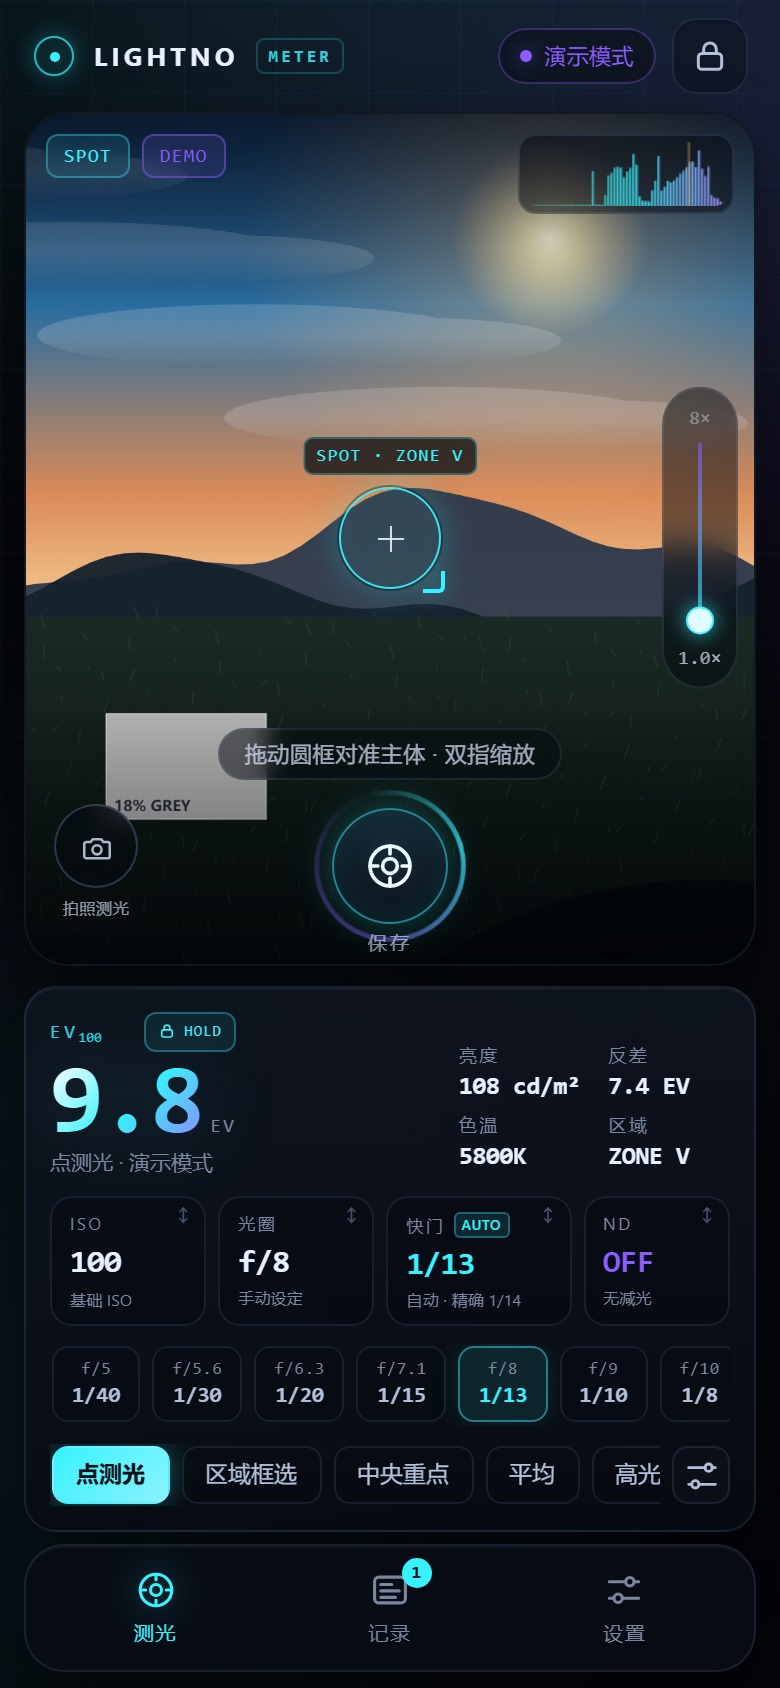 LIGHTNO METER 演示模式
SPOT DEMO
8×
SPOT · ZONE V
1.0×
拖动圆框对准主体 · 双指缩放
18% GREY
拍照测光
保存
EV100 HOLD
9.8 EV
点测光 · 演示模式
亮度 反差
108 cd/m² 7.4 EV
色温 区域
5800K ZONE V
ISO
100
基础 ISO
光圈
f/8
手动设定
快门 AUTO
1/13
自动 · 精确 1/14
ND
OFF
无减光
f/5
1/40
f/5.6
1/30
f/6.3
1/20
f/7.1
1/15
f/8
1/13
f/9
1/10
f/10
1/8
点测光 区域框选 中央重点 平均 高光
1
测光 记录 设置